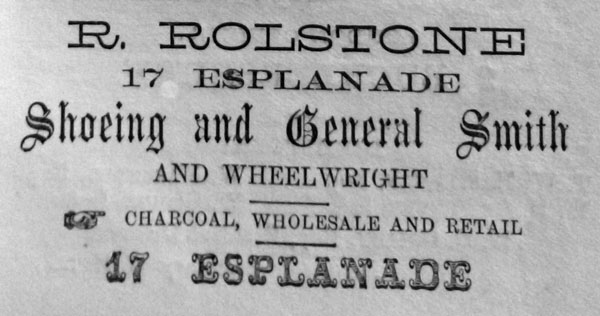 R. ROLSTONE
17 ESPLANADE
Shoeing and General Smith
AND WHEELWRIGHT
☞ CHARCOAL, WHOLESALE AND RETAIL
17 ESPLANADE